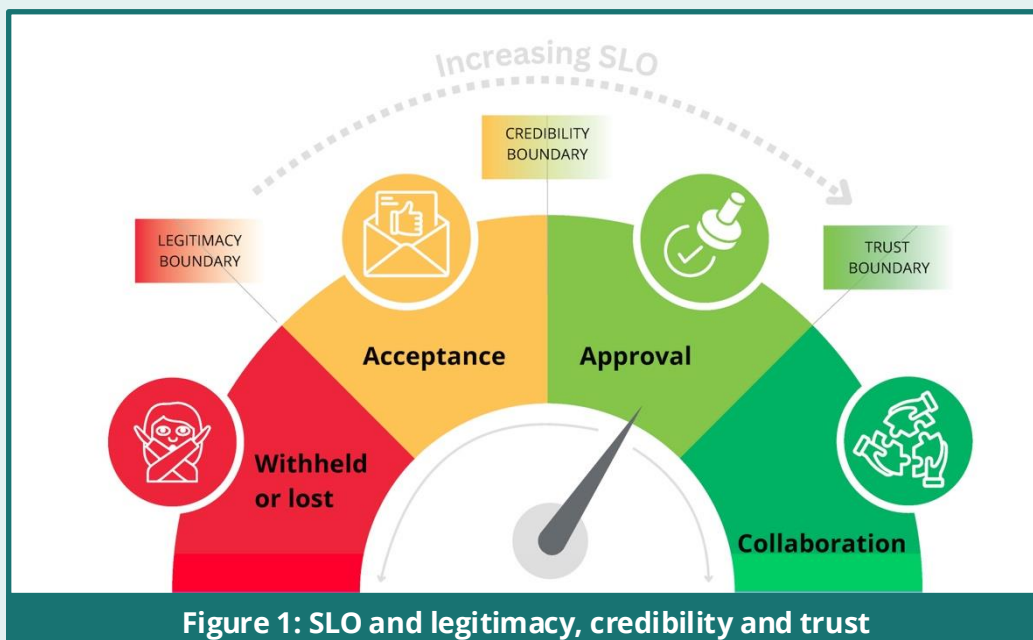 Increasing SLO
CREDIBILITY
BOUNDARY
LEGITIMACY
BOUNDARY
TRUST
BOUNDARY
Acceptance
Approval
Withheld
or lost
Collaboration
Figure 1: SLO and legitimacy, credibility and trust